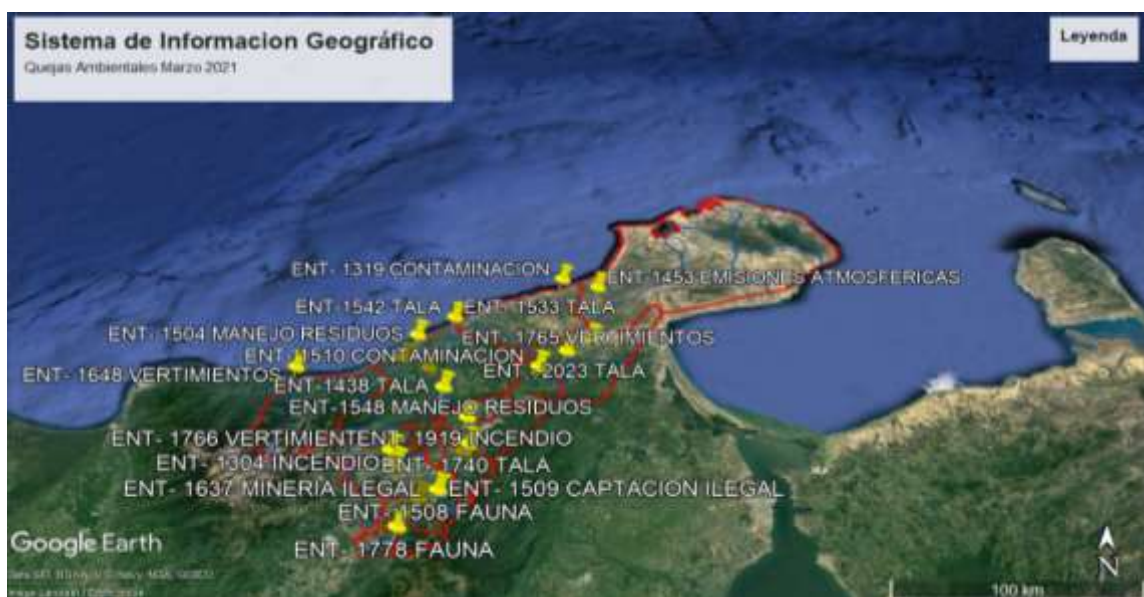 Sistema de Informacion Geográfico
Quejas Ambientales Marzo 2021
Leyenda
ENT- 1319 CONTAMINACION
ENT-1453 EMISIONES ATMOSFERICAS
ENT-1542 TALA
ENT- 1533 TALA
ENT- 1504 MANEJO RESIDUOS
ENT- 1765 VERTIMIENTOS
ENT- 1510 CONTAMINACION
ENT- 2023 TALA
ENT- 1648 VERTIMIENTOS
ENT-1438 TALA
ENT-1548 MANEJO RESIDUOS
ENT- 1766 VERTIMIENTENT- 1919 INCENDIO
ENT- 1304 INCENDIO
ENT- 1740 TALA
ENT- 1637 MINERIA ILEGAL
ENT- 1509 CAPTACION ILEGAL
ENT- 1508 FAUNA
ENT- 1778 FAUNA
Google Earth
N
100 km